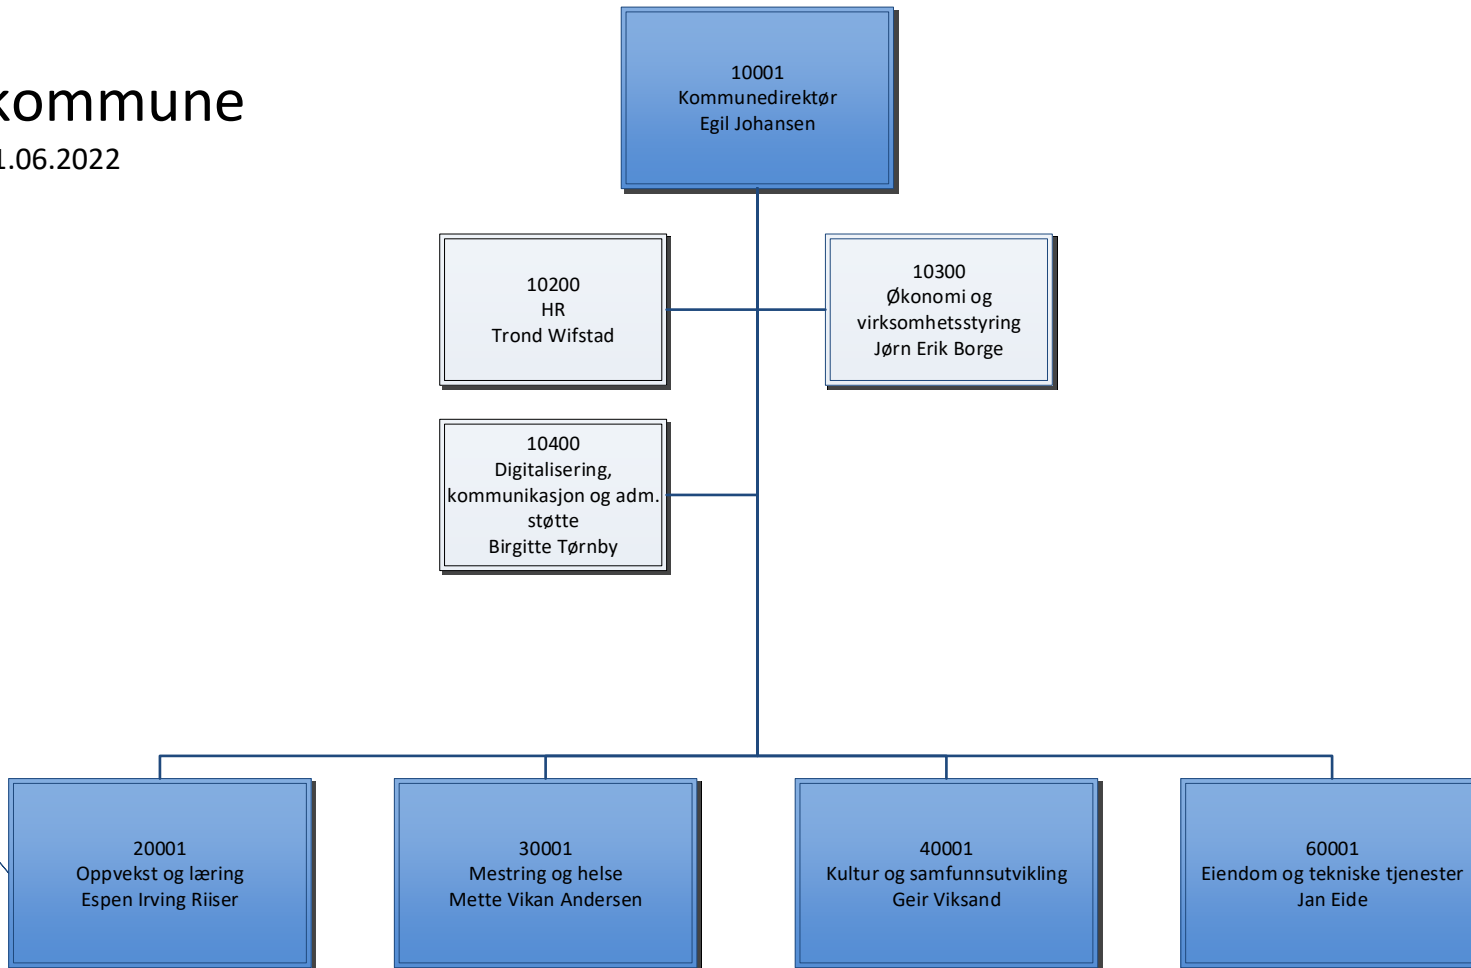 kommune
1.06.2022
10001
Kommunedirektør
Egil Johansen
10200
HR
Trond Wifstad
10300
Økonomi og
virksomhetsstyring
Jørn Erik Borge
10400
Digitalisering,
kommunikasjon og adm.
støtte
Birgitte Tørnby
20001
Oppvekst og læring
Espen Irving Riiser
30001
Mestring og helse
Mette Vikan Andersen
40001
Kultur og samfunnsutvikling
Geir Viksand
60001
Eiendom og tekniske tjenester
Jan Eide